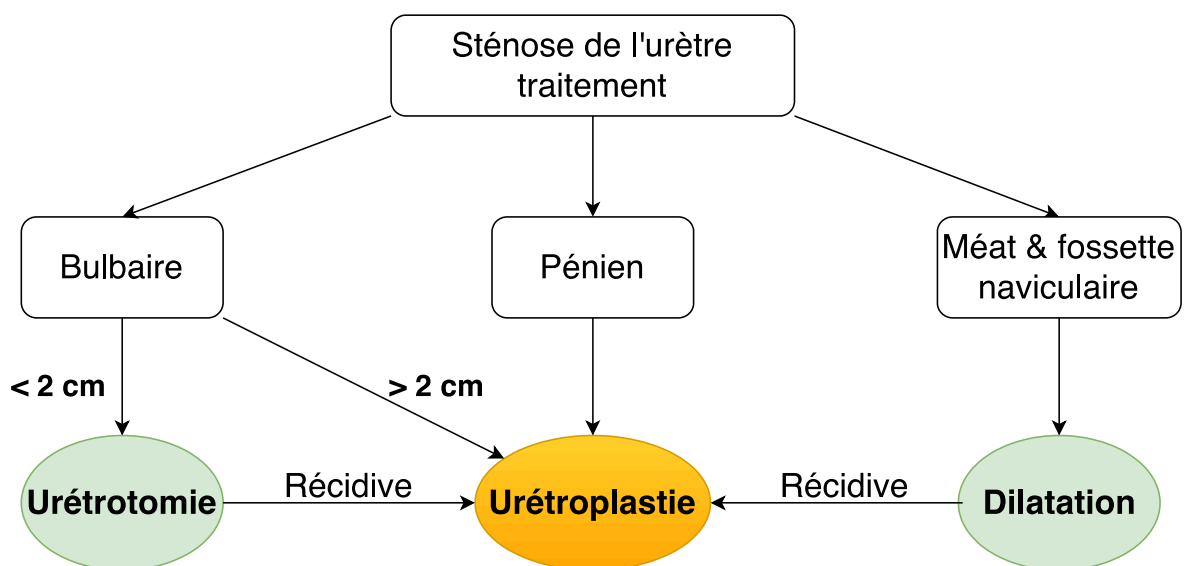 Sténose de l'urètre
traitement
Bulbaire
Pénien
Méat & fossette
naviculaire
< 2 cm
> 2 cm
Urétrotomie
Récidive
Urétroplastie
Récidive
Dilatation